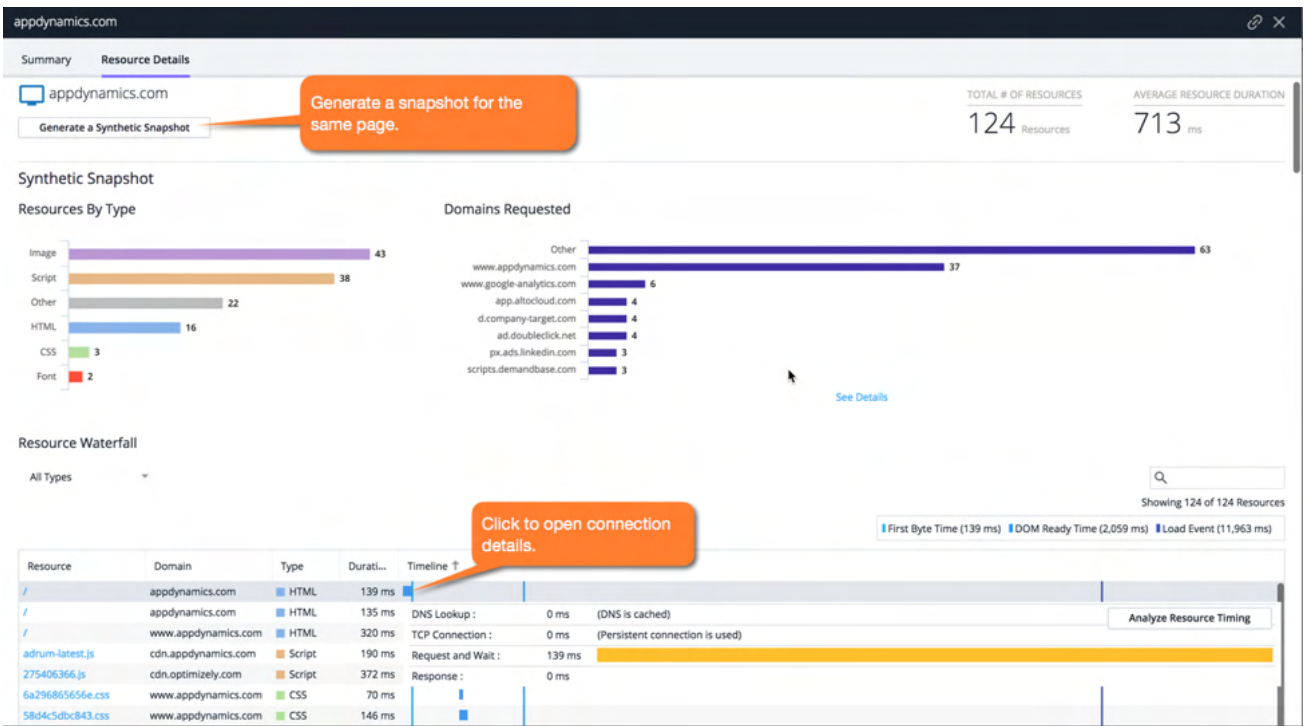 appdynamics.com
Summary Resource Details
appdynamics.com
Generate a Synthetic Snapshot
Generate a snapshot for the
same page.
TOTAL # OF RESOURCES
124 Resources
AVERAGE RESOURCE DURATION
713 ms
Synthetic Snapshot
Resources By Type
Image 43
Script 38
Other 22
HTML 16
CSS 3
Font 2
Domains Requested
Other 63
www.appdynamics.com 37
www.google-analytics.com 6
app.altocloud.com 4
d.company-target.com 4
ad.doubleclick.net 4
px.ads.linkedin.com 3
scripts.demandbase.com 3
See Details
Resource Waterfall
All Types
Showing 124 of 124 Resources
Click to open connection
details.
First Byte Time (139 ms) DOM Ready Time (2,059 ms) Load Event (11,963 ms)
Resource Domain Type Durati... Timeline ↑
/ appdynamics.com HTML 139 ms
/ appdynamics.com HTML 135 ms
/ www.appdynamics.com HTML 320 ms
adrum-latest.js cdn.appdynamics.com Script 190 ms
275406366.js cdn.optimizely.com Script 372 ms
6a296865656e.css www.appdynamics.com CSS 70 ms
58d4c5dbc843.css www.appdynamics.com CSS 146 ms
DNS Lookup : 0 ms (DNS is cached)
TCP Connection : 0 ms (Persistent connection is used)
Request and Wait : 139 ms
Response : 0 ms
Analyze Resource Timing